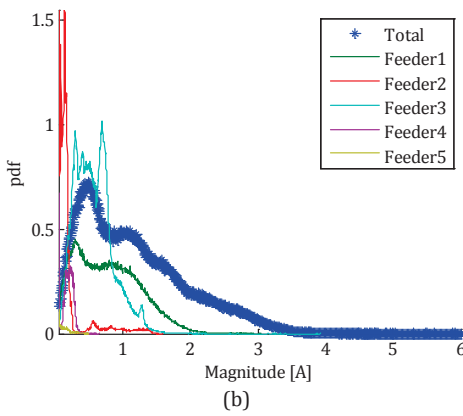 1.5
1
0.5
0
pdf
Total
Feeder1
Feeder2
Feeder3
Feeder4
Feeder5
1 2 3 4 5 6
Magnitude [A]
(b)